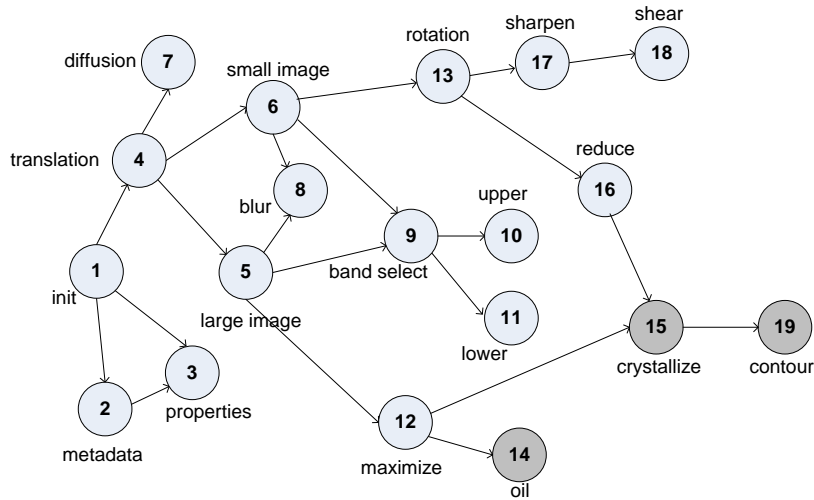 shear
sharpen
rotation
18
17
diffusion
7
small image
13
6
translation
4
reduce
16
8
blur
upper
9
10
band select
1
5
init
large image
11
lower
15
19
crystallize
contour
3
properties
2
metadata
12
maximize
14
oil